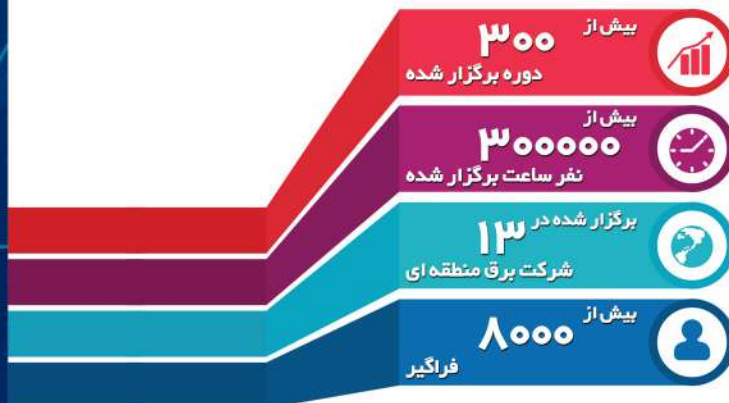 بیش از ۳۰۰
دوره برگزار شده
بیش از
۳۰۰۰۰۰
نفر ساعت برگزار شده
برگزار شده در ۱۳
شرکت برق منطقه ای
بیش از ۸۰۰۰
فراگیر